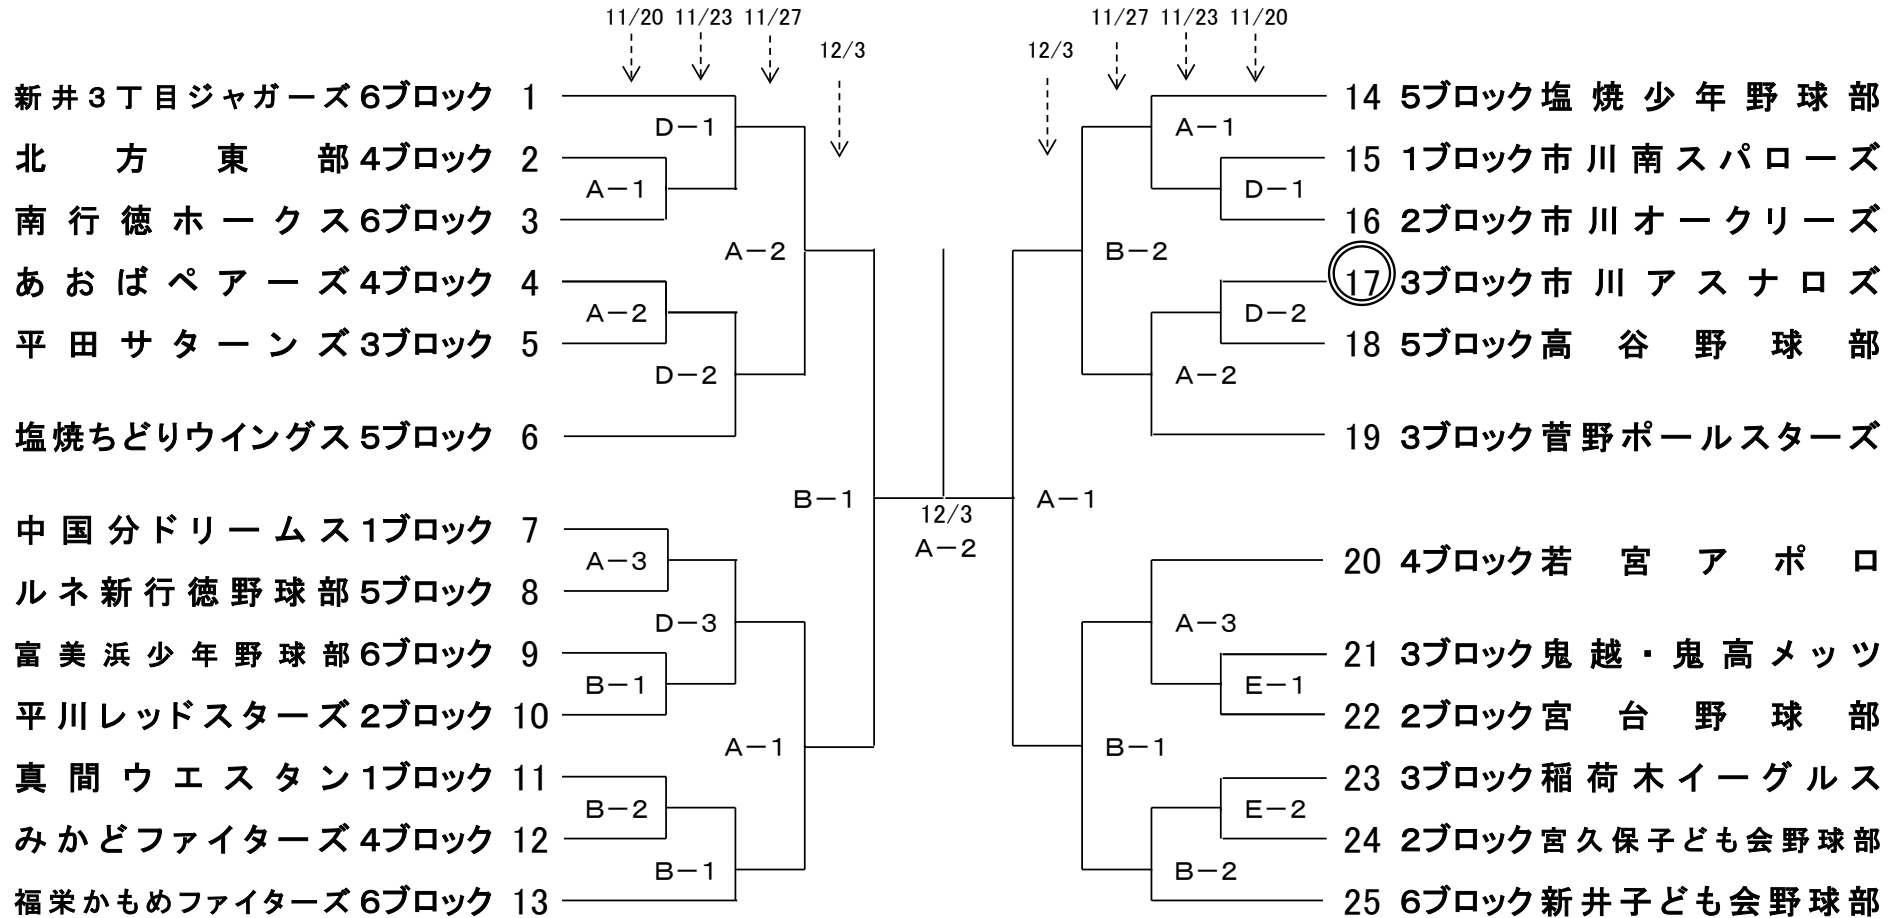 11/20 11/23 11/27
12/3
11/27 11/23 11/20
12/3
新井3丁目ジャガーズ 6ブロック 1
北方東部 4ブロック 2
南行徳ホークス 6ブロック 3
あおばベアーズ 4ブロック 4
平田サターンズ 3ブロック 5
塩焼ちどりウイングス 5ブロック 6
中国分ドリームス 1ブロック 7
ルネ新行徳野球部 5ブロック 8
富美浜少年野球部 6ブロック 9
平川レッドスターズ 2ブロック 10
真間ウエスタン 1ブロック 11
みかどファイターズ 4ブロック 12
福栄かもめファイターズ 6ブロック 13
D-1
A-1
A-2
A-2
D-2
B-1
A-3
D-3
B-1
A-1
B-2
B-1
12/3
A-2
A-1
D-1
B-2
D-2
A-2
A-1
A-3
E-1
B-1
E-2
B-2
14 5ブロック 塩焼少年野球部
15 1ブロック 市川南スパローズ
16 2ブロック 市川オークリーズ
17 3ブロック 市川アスナロズ
18 5ブロック 高谷野球部
19 3ブロック 菅野ポールスターズ
20 4ブロック 若宮アポロ
21 3ブロック 鬼越・鬼高メッツ
22 2ブロック 宮台野球部
23 3ブロック 稲荷木イーグルス
24 2ブロック 宮久保子ども会野球部
25 6ブロック 新井子ども会野球部